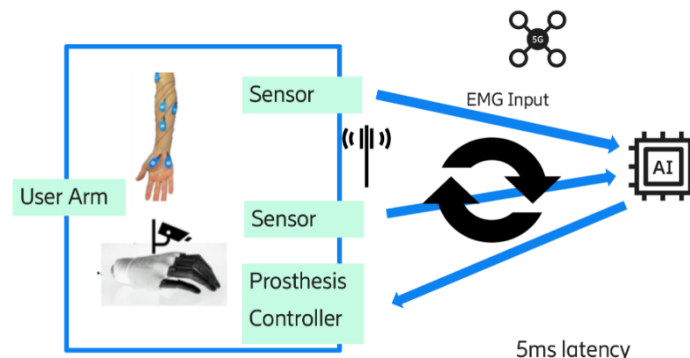 5G
Sensor
EMG Input
AI
User Arm
Sensor
Prosthesis
Controller
5ms latency